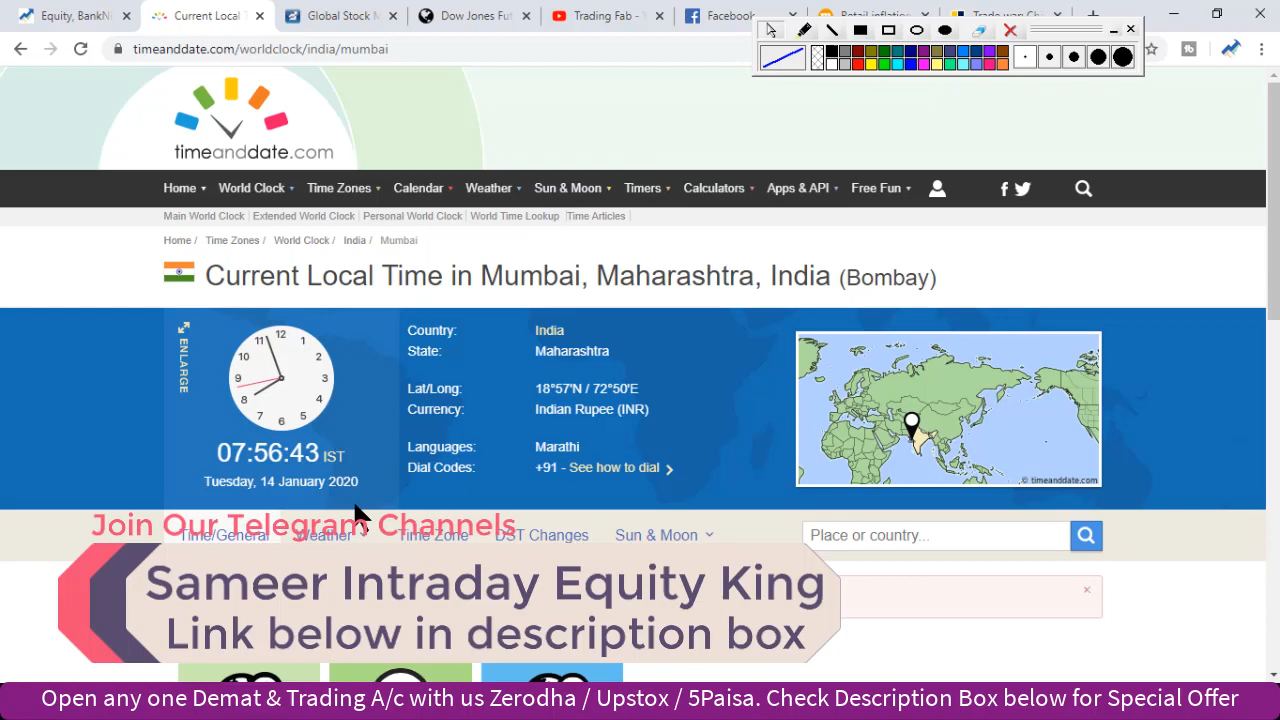 Equity, BankNi
Current Local T
Global Stock M
Dow Jones Fut
Trading Fab - Y
Facebook
Retail inflation
Trade war Ch
timeanddate.com/worldclock/india/mumbai
timeanddate.com
Home World Clock Time Zones Calendar Weather Sun & Moon Timers Calculators Apps & API Free Fun
Main World Clock Extended World Clock Personal World Clock World Time Lookup Time Articles
Home / Time Zones / World Clock / India / Mumbai
Current Local Time in Mumbai, Maharashtra, India (Bombay)
ENLARGE
12 1 2 3 4 5 6 7 8 9 10 11
07:56:43 IST
Tuesday, 14 January 2020
Country: India
State: Maharashtra
Lat/Long: 18°57'N / 72°50'E
Currency: Indian Rupee (INR)
Languages: Marathi
Dial Codes: +91 - See how to dial
© timeanddate.com
Time/General Weather Time Zone DST Changes Sun & Moon
Place or country...
Join Our Telegram Channels
Sameer Intraday Equity King
Link below in description box
Open any one Demat & Trading A/c with us Zerodha / Upstox / 5Paisa. Check Description Box below for Special Offer